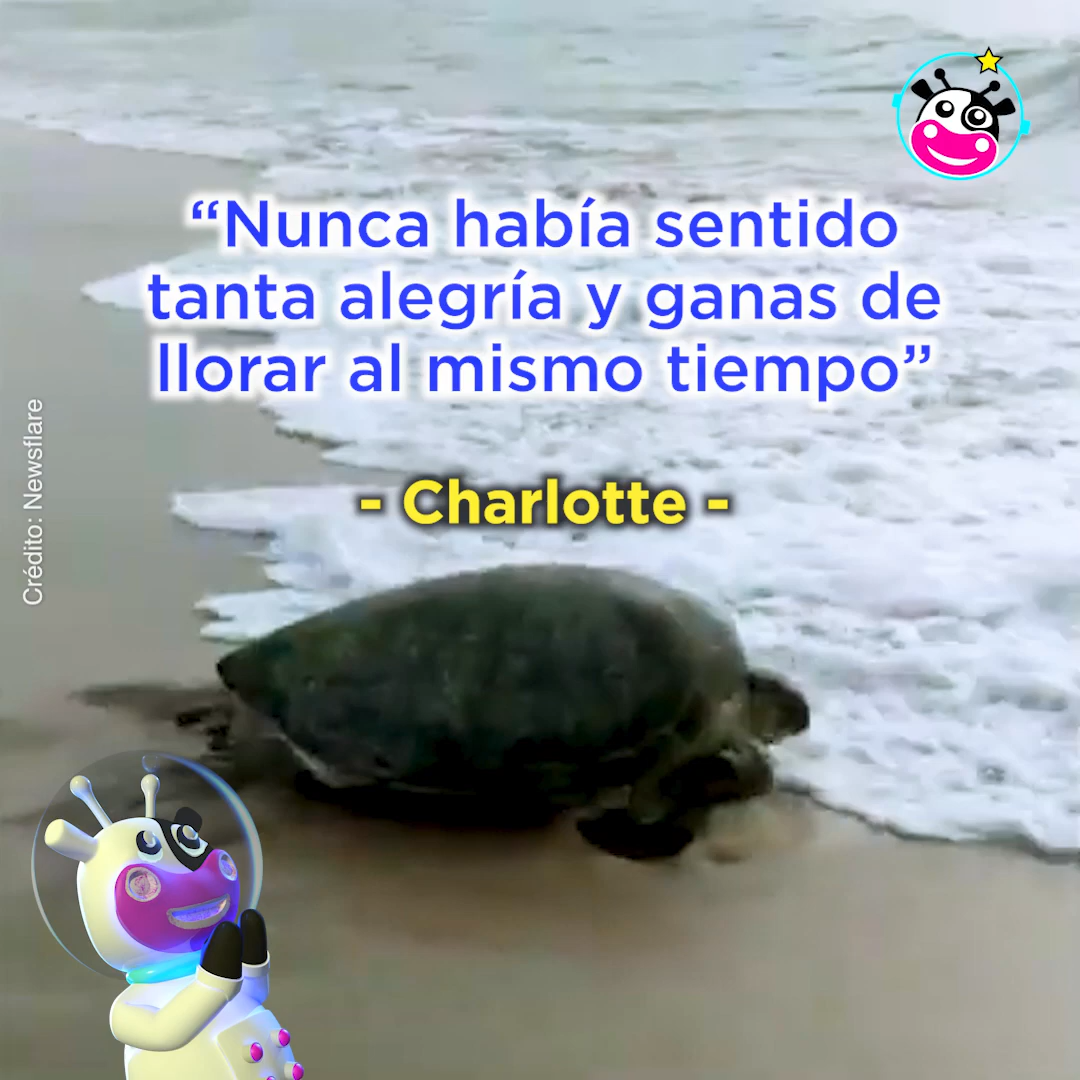 “Nunca había sentido
tanta alegría y ganas de
llorar al mismo tiempo”
- Charlotte -
Crédito: Newsflare